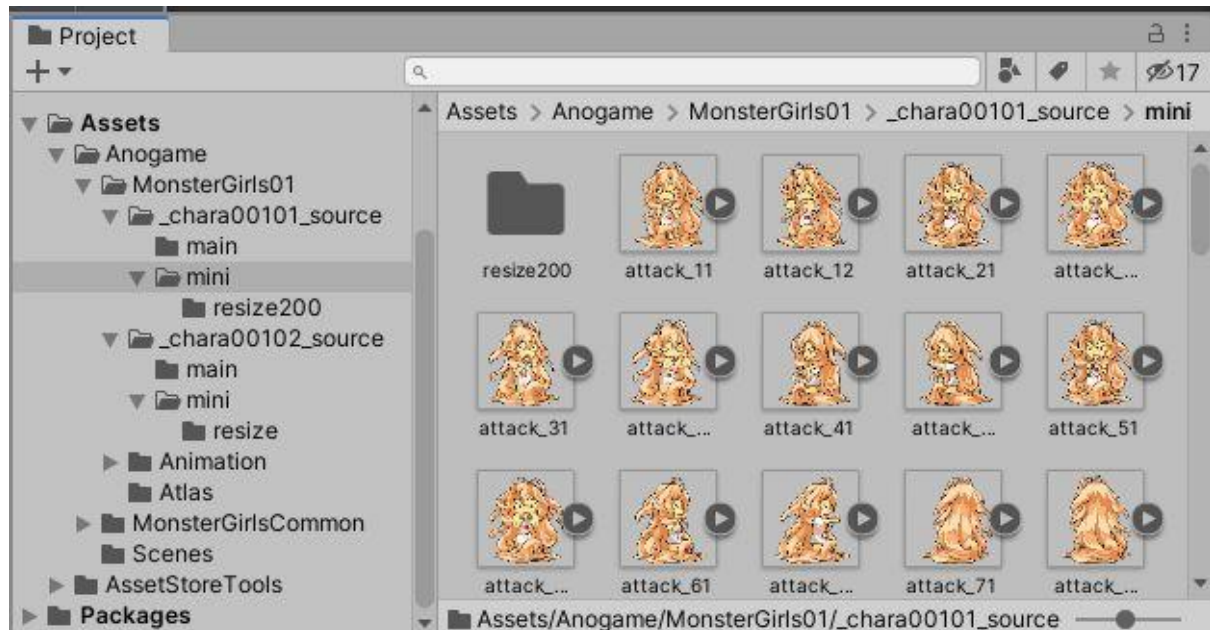 Project
17
Assets
Anogame
MonsterGirls01
_chara00101_source
main
mini
resize200
_chara00102_source
main
mini
resize
Animation
Atlas
MonsterGirlsCommon
Scenes
AssetStoreTools
Packages
Assets > Anogame > MonsterGirls01 > _chara00101_source > mini
resize200 attack_11 attack_12 attack_21 attack_...
attack_31 attack_... attack_41 attack_... attack_51
attack_... attack_61 attack_... attack_71 attack_...
Assets/Anogame/MonsterGirls01/_chara00101_source